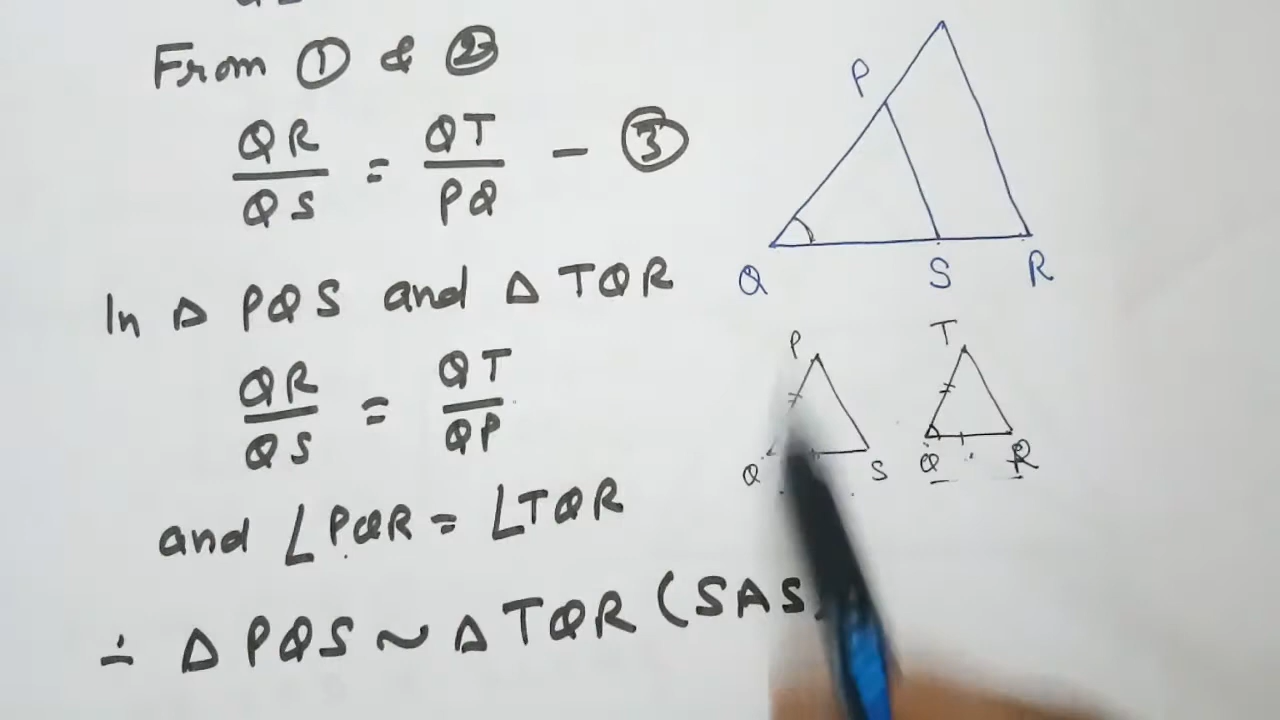 From ① & ②
QR/QS = QT/PQ - ③
In Δ PQS and Δ TQR
QR/QS = QT/QP
and ∠PQR = ∠TQR
∴ Δ PQS ~ Δ TQR (SAS
P
Q S R
P
Q S
T
Q R